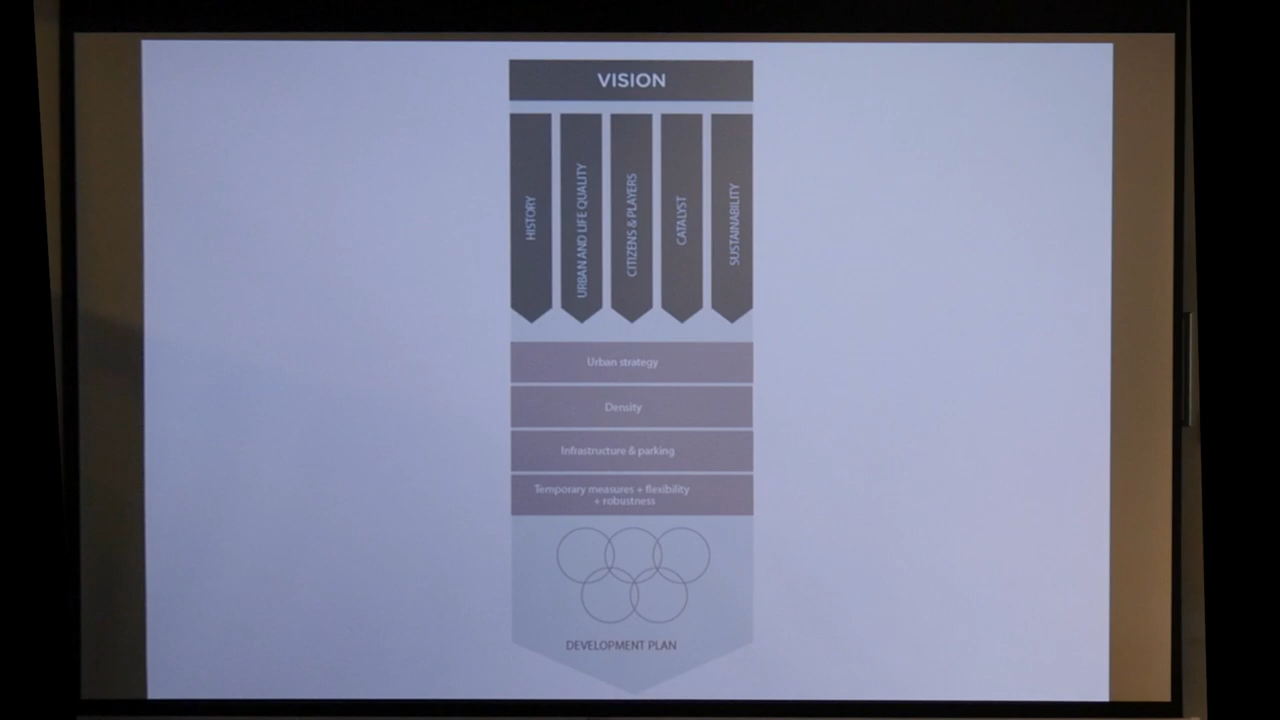 VISION
HISTORY
URBAN AND LIFE QUALITY
CITIZENS & PLAYERS
CATALYST
SUSTAINABILITY
Urban strategy
Density
Infrastructure & parking
Temporary measures + flexibility
+ robustness
DEVELOPMENT PLAN